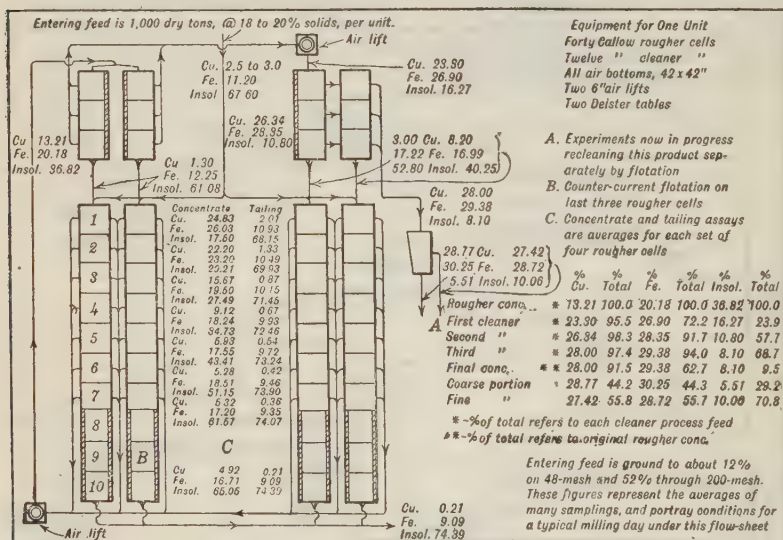 Entering feed is 1,000 dry tons, @ 18 to 20% solids, per unit.
Air lift
Equipment for One Unit
Forty Callow rougher cells
Twelve " cleaner "
All air bottoms, 42 x 42"
Two 6" air lifts
Two Deister tables
Cu. 2.5 to 3.0
Fe. 11.20
Insol 67.60
Cu. 23.30
Fe. 26.90
Insol. 16.27
Cu. 26.34
Fe. 28.35
Insol. 10.80
Cu 13.21
Fe. 20.18
Insol. 36.82
Cu 1.30
Fe. 12.25
Insol. 61.08
3.00 Cu. 8.20
17.22 Fe. 16.99
52.80 Insol. 40.25
Cu. 28.00
Fe. 29.38
Insol. 8.10
28.77 Cu. 27.42
30.25 Fe. 28.72
5.51 Insol. 10.06
A
A. Experiments now in progress
recleaning this product sep-
arately by flotation
B. Counter-current flotation on
last three rougher cells
C. Concentrate and tailing assays
are averages for each set of
four rougher cells
Concentrate Tailing
Cu. 24.83 2.01
Fe. 26.03 10.93
Insol. 17.60 68.15
Cu. 22.20 1.33
Fe. 23.20 10.49
Insol. 20.21 69.93
Cu. 15.67 0.87
Fe. 19.50 10.15
Insol. 27.49 71.45
Cu. 9.12 0.67
Fe. 18.24 9.93
Insol. 34.73 72.46
Cu. 6.93 0.54
Fe. 17.55 9.72
Insol. 43.41 73.24
Cu. 5.28 0.42
Fe. 18.51 9.46
Insol. 51.15 73.90
Cu. 5.32 0.36
Fe. 17.20 9.35
Insol. 61.57 74.07
C
Cu 4.92 0.21
Fe. 16.71 9.09
Insol. 65.05 74.39
1
2
3
4
5
6
7
8
9
10
B
Air lift
Cu. 0.21
Fe. 9.09
Insol. 74.39
% % % % % %
Cu. Total Fe. Total Insol. Total
Rougher conc. * 13.21 100.0 20.18 100.0 36.82 100.0
First cleaner * 23.30 95.5 26.90 72.2 16.27 23.9
Second " * 26.34 98.3 28.35 91.7 10.80 57.7
Third " * 28.00 97.4 29.38 94.0 8.10 68.7
Final conc. ** 28.00 91.5 29.38 62.7 8.10 9.5
Coarse portion * 28.77 44.2 30.25 44.3 5.51 29.2
Fine " 27.42 55.8 28.72 55.7 10.06 70.8
* -% of total refers to each cleaner process feed
** -% of total refers to original rougher conc.
Entering feed is ground to about 12%
on 48-mesh and 52% through 200-mesh.
These figures represent the averages of
many samplings, and portray conditions for
a typical milling day under this flow-sheet